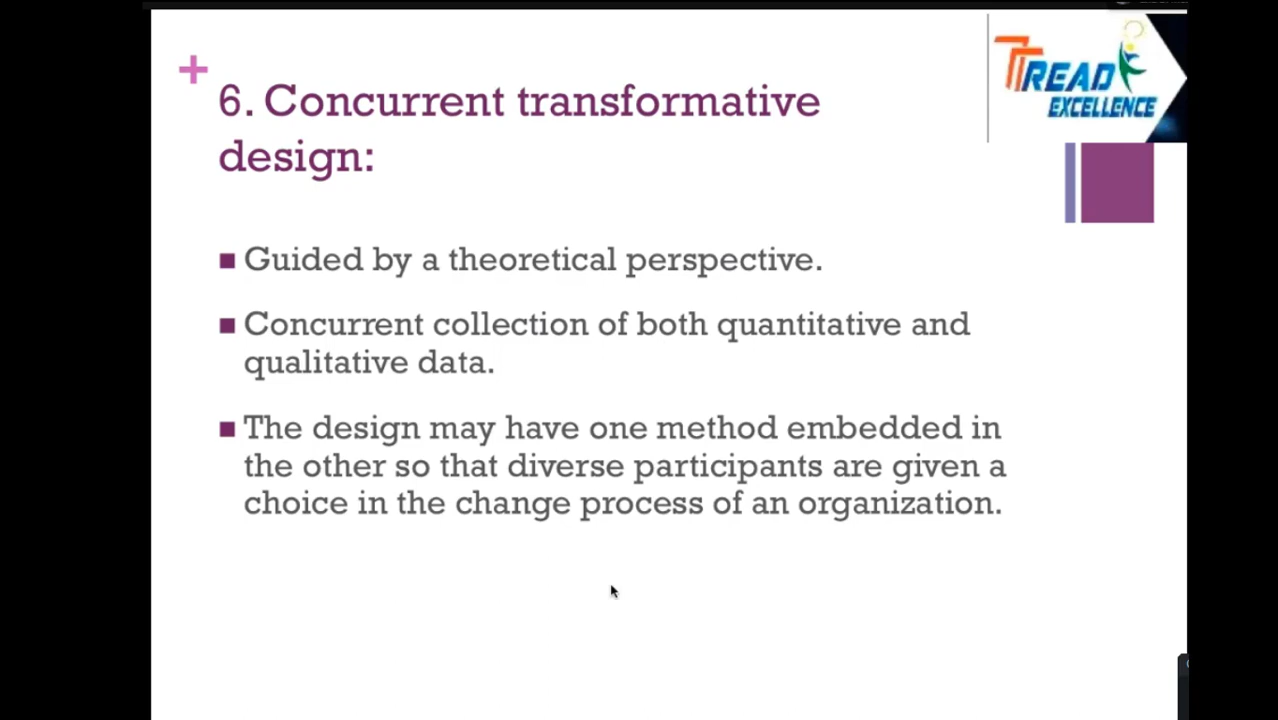 +
6. Concurrent transformative
design:
TREAD
EXCELLENCE
Guided by a theoretical perspective.
Concurrent collection of both quantitative and
qualitative data.
The design may have one method embedded in
the other so that diverse participants are given a
choice in the change process of an organization.